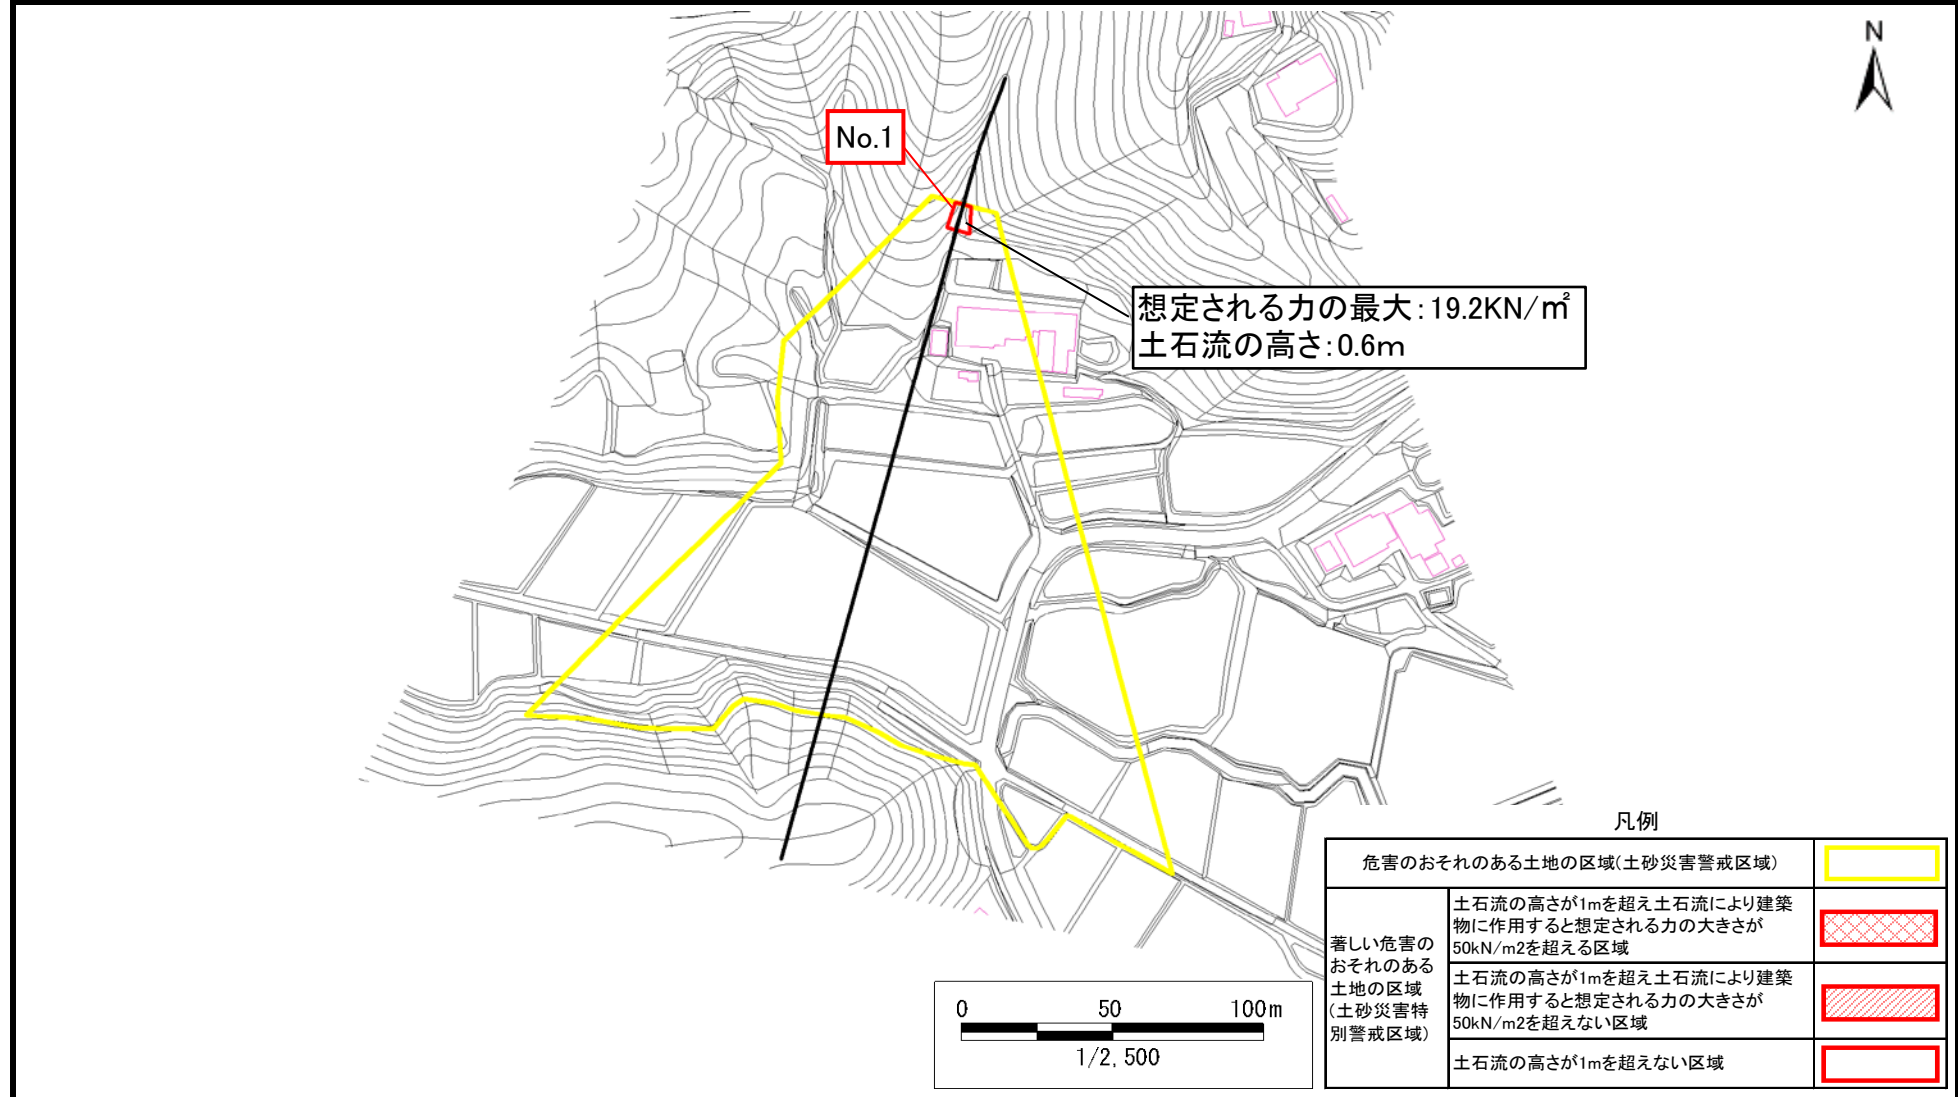 N
No.1
想定される力の最大：19.2KN/㎡
土石流の高さ：0.6m
凡例
危害のおそれのある土地の区域(土砂災害警戒区域)
著しい危害の
おそれのある
土地の区域
(土砂災害特
別警戒区域)
土石流の高さが1mを超え土石流により建築
物に作用すると想定される力の大きさが
50kN/m2を超える区域
土石流の高さが1mを超え土石流により建築
物に作用すると想定される力の大きさが
50kN/m2を超えない区域
土石流の高さが1mを超えない区域
0 50 100m
1/2,500